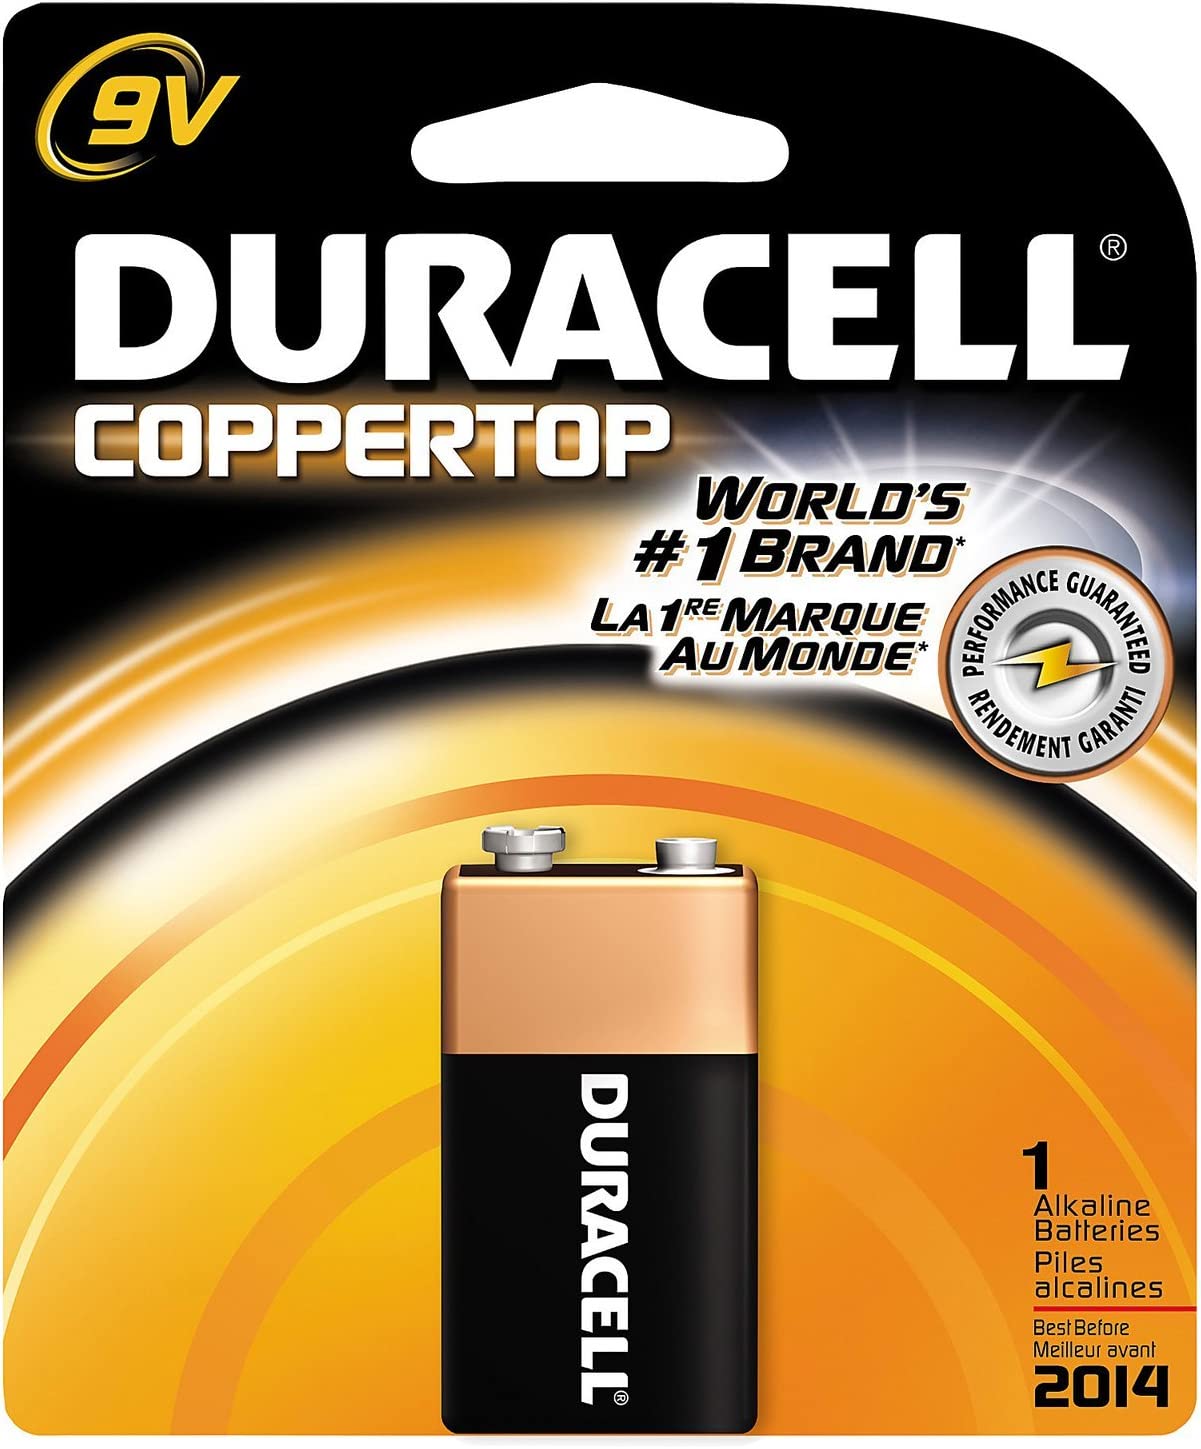 9V
DURACELL®
COPPERTOP
WORLD'S
#1 BRAND*
LA 1RE MARQUE
AU MONDE*
PERFORMANCE GUARANTEED
RENDEMENT GARANTI
DURACELL®
1
Alkaline
Batteries
Piles
alcalines
Best Before
Meilleur avant
2014